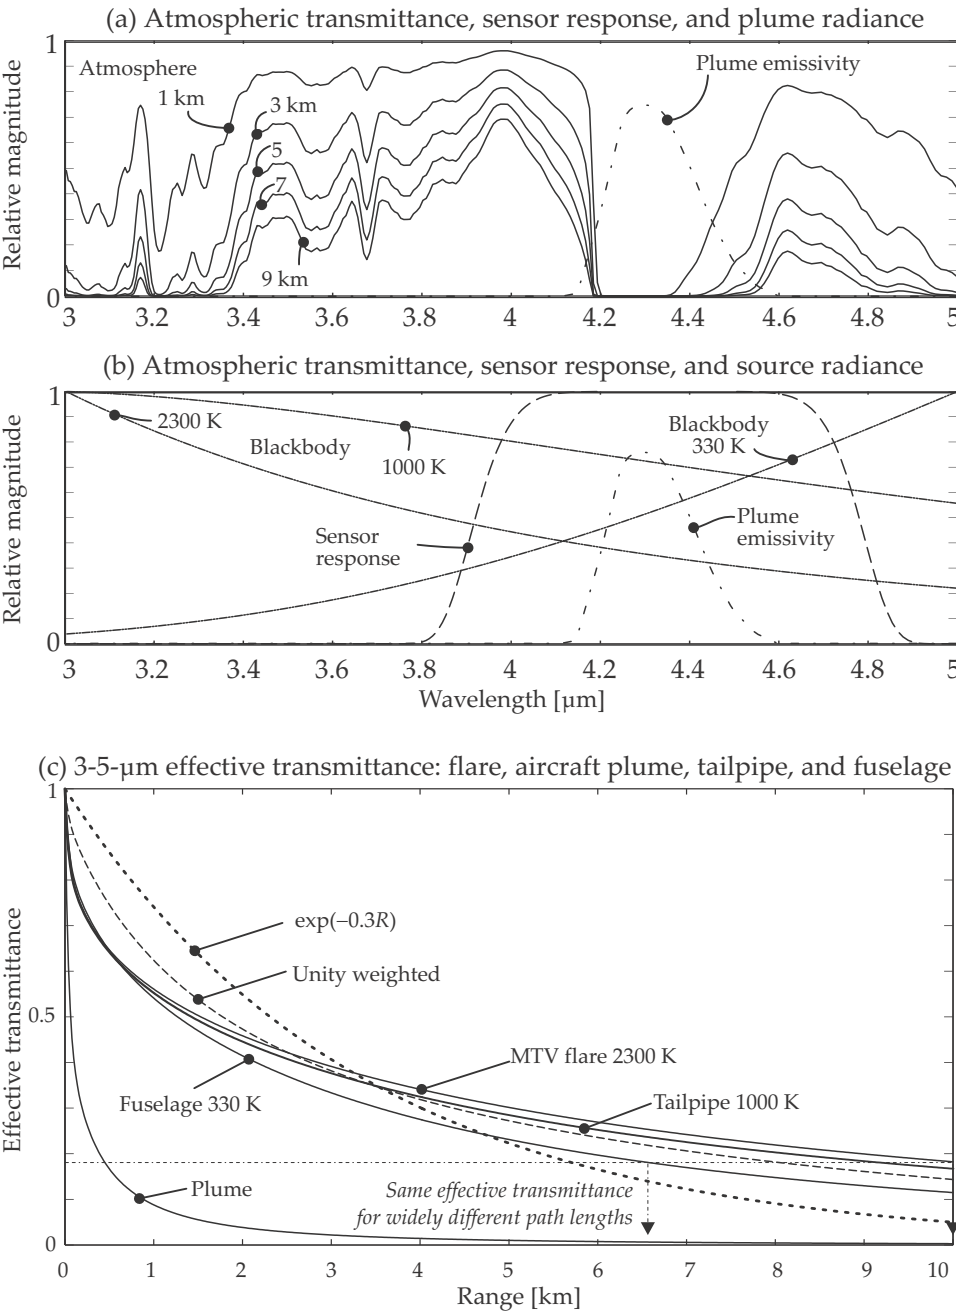 (a) Atmospheric transmittance, sensor response, and plume radiance
Relative magnitude
1
0
Atmosphere
1 km
3 km
5
7
9 km
Plume emissivity
3 3.2 3.4 3.6 3.8 4 4.2 4.4 4.6 4.8 5
(b) Atmospheric transmittance, sensor response, and source radiance
Relative magnitude
1
0
2300 K
Blackbody
1000 K
Blackbody
330 K
Sensor
response
Plume
emissivity
3 3.2 3.4 3.6 3.8 4 4.2 4.4 4.6 4.8 5
Wavelength [µm]
(c) 3-5-µm effective transmittance: flare, aircraft plume, tailpipe, and fuselage
Effective transmittance
1
0.5
0
exp(−0.3R)
Unity weighted
MTV flare 2300 K
Fuselage 330 K
Tailpipe 1000 K
Plume
Same effective transmittance
for widely different path lengths
0 1 2 3 4 5 6 7 8 9 10
Range [km]